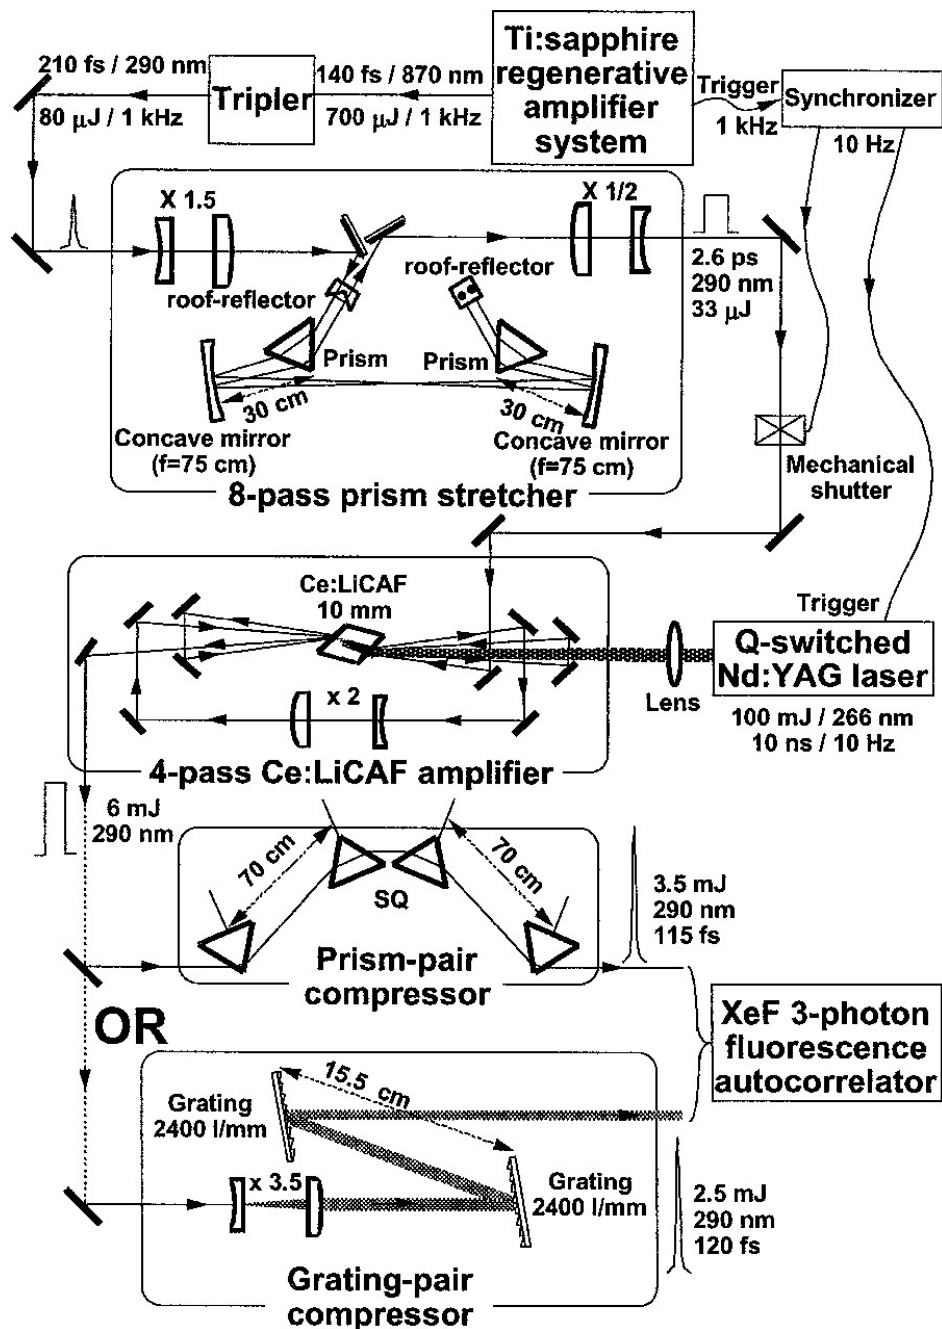 Ti:sapphire
regenerative
amplifier
system
Trigger
1 kHz
Synchronizer
10 Hz
140 fs / 870 nm
700 μJ / 1 kHz
Tripler
210 fs / 290 nm
80 μJ / 1 kHz
X 1.5
X 1/2
roof-reflector
roof-reflector
2.6 ps
290 nm
33 μJ
Prism
Prism
30 cm
30 cm
Concave mirror
(f=75 cm)
Concave mirror
(f=75 cm)
8-pass prism stretcher
Mechanical
shutter
Ce:LiCAF
10 mm
x 2
4-pass Ce:LiCAF amplifier
Lens
Trigger
Q-switched
Nd:YAG laser
100 mJ / 266 nm
10 ns / 10 Hz
6 mJ
290 nm
70 cm
70 cm
SQ
Prism-pair
compressor
3.5 mJ
290 nm
115 fs
OR
XeF 3-photon
fluorescence
autocorrelator
15.5 cm
Grating
2400 l/mm
x 3.5
Grating
2400 l/mm
2.5 mJ
290 nm
120 fs
Grating-pair
compressor